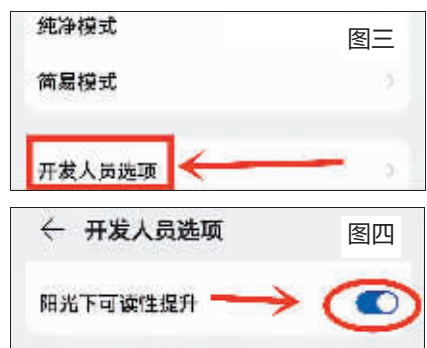 纯净模式
图三
简易模式
开发人员选项
开发人员选项
图四
阳光下可读性提升